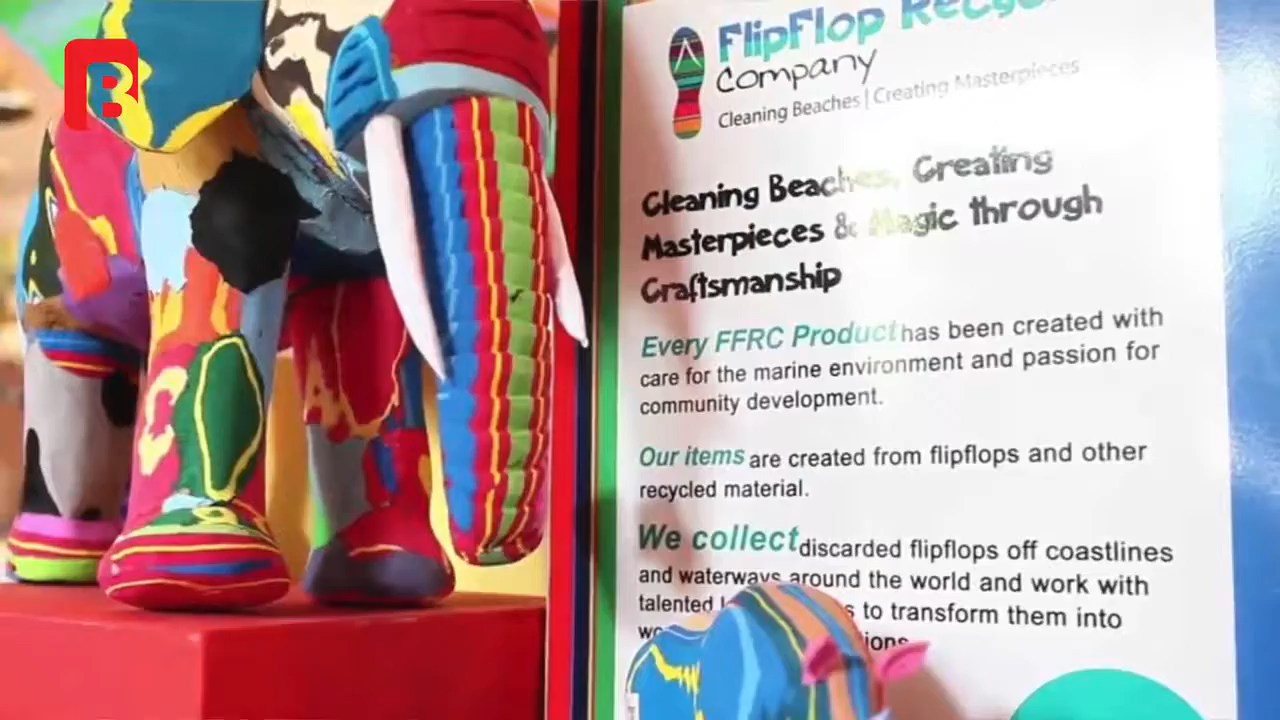 FlipFlop Recyc
Company
Cleaning Beaches | Creating Masterpieces
Cleaning Beaches, Creating
Masterpieces & Magic through
Craftsmanship
Every FFRC Product has been created with
care for the marine environment and passion for
community development.
Our items are created from flipflops and other
recycled material.
We collect discarded flipflops off coastlines
and waterways around the world and work with
talented to transform them into
B